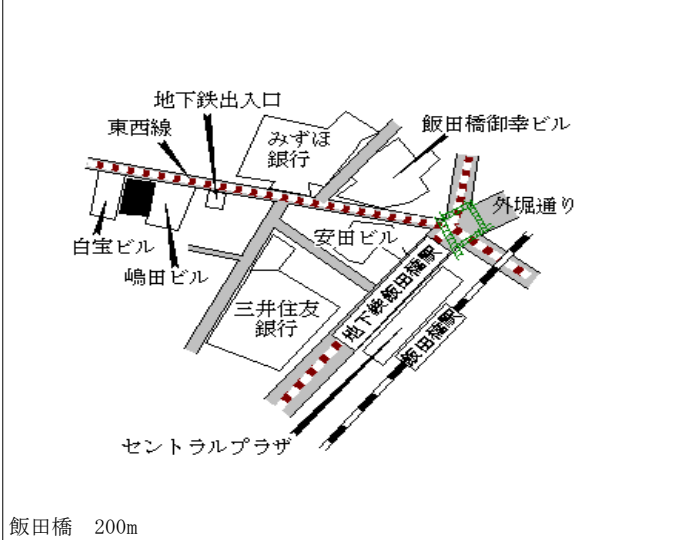 地下鉄出入口
東西線
みずほ
銀行
飯田橋御幸ビル
外堀通り
安田ビル
白宝ビル
嶋田ビル
地下鉄飯田橋駅
三井住友
銀行
飯田橋駅
セントラルプラザ
飯田橋　200m